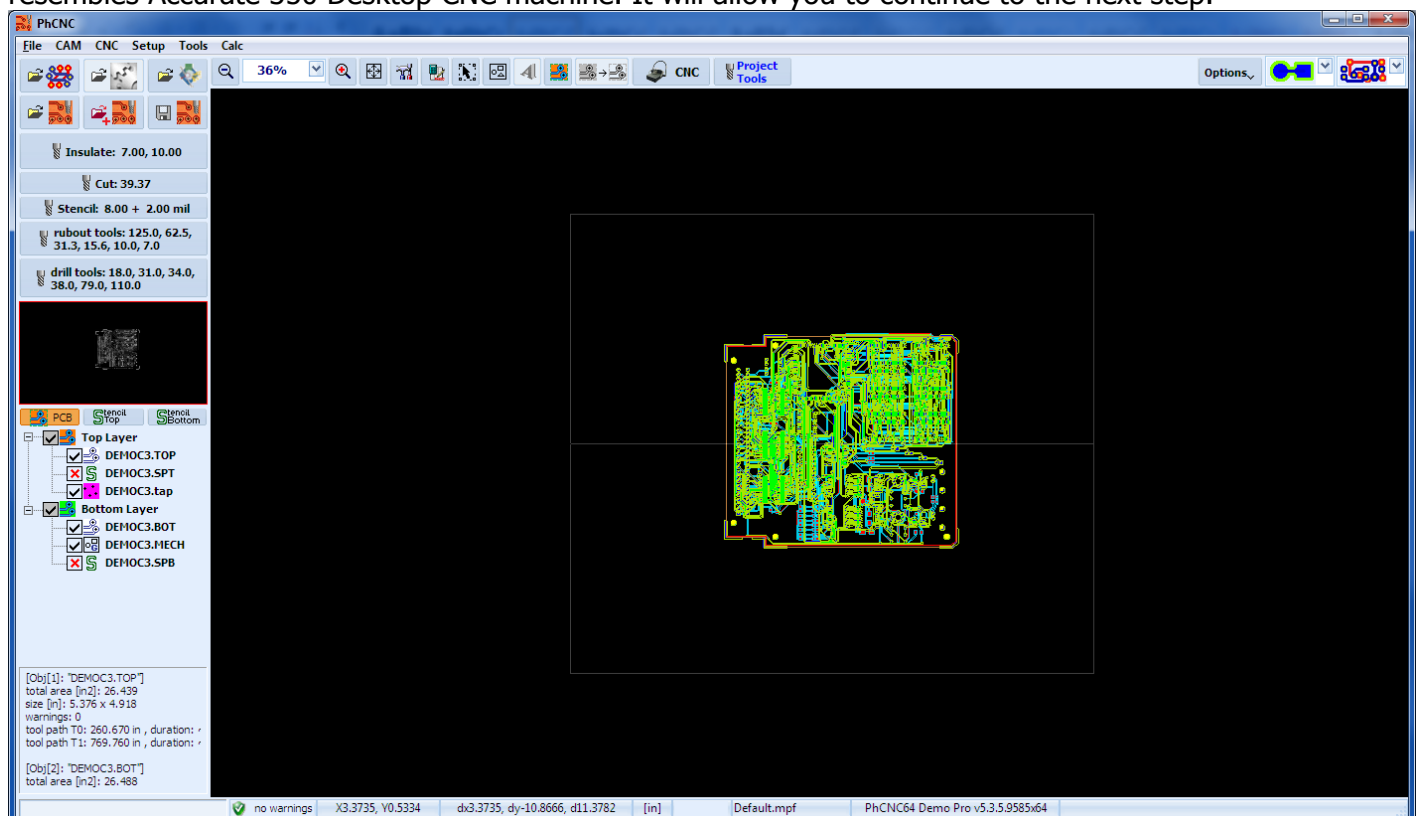 resembles Accurate 350 Desktop CNC machine. It will allow you to continue to the next step.
PhCNC
File CAM CNC Setup Tools Calc
36%
CNC
Project
Tools
Options
Insulate: 7.00, 10.00
Cut: 39.37
Stencil: 8.00 + 2.00 mil
rubout tools: 125.0, 62.5,
31.3, 15.6, 10.0, 7.0
drill tools: 18.0, 31.0, 34.0,
38.0, 79.0, 110.0
PCB
Stencil
Top
Stencil
Bottom
Top Layer
DEMOC3.TOP
S DEMOC3.SPT
DEMOC3.tap
Bottom Layer
DEMOC3.BOT
DEMOC3.MECH
S DEMOC3.SPB
[Obj[1]: "DEMOC3.TOP"]
total area [in2]: 26.439
size [in]: 5.376 x 4.918
warnings: 0
tool path T0: 260.670 in , duration:
tool path T1: 769.760 in , duration:
[Obj[2]: "DEMOC3.BOT"]
total area [in2]: 26.488
no warnings X3.3735, Y0.5334 dx3.3735, dy-10.8666, d11.3782 [in] Default.mpf PhCNC64 Demo Pro v5.3.5.9585x64